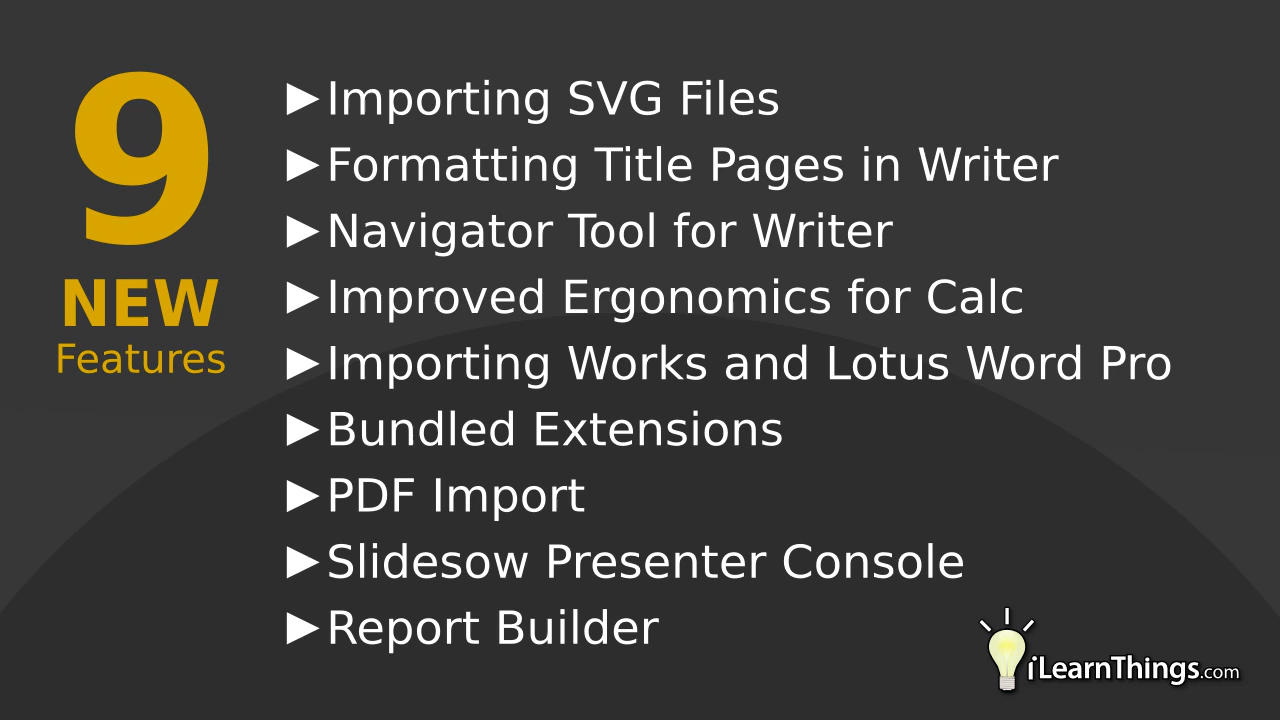 9
NEW
Features
►Importing SVG Files
►Formatting Title Pages in Writer
►Navigator Tool for Writer
►Improved Ergonomics for Calc
►Importing Works and Lotus Word Pro
►Bundled Extensions
►PDF Import
►Slidesow Presenter Console
►Report Builder
iLearnThings.com